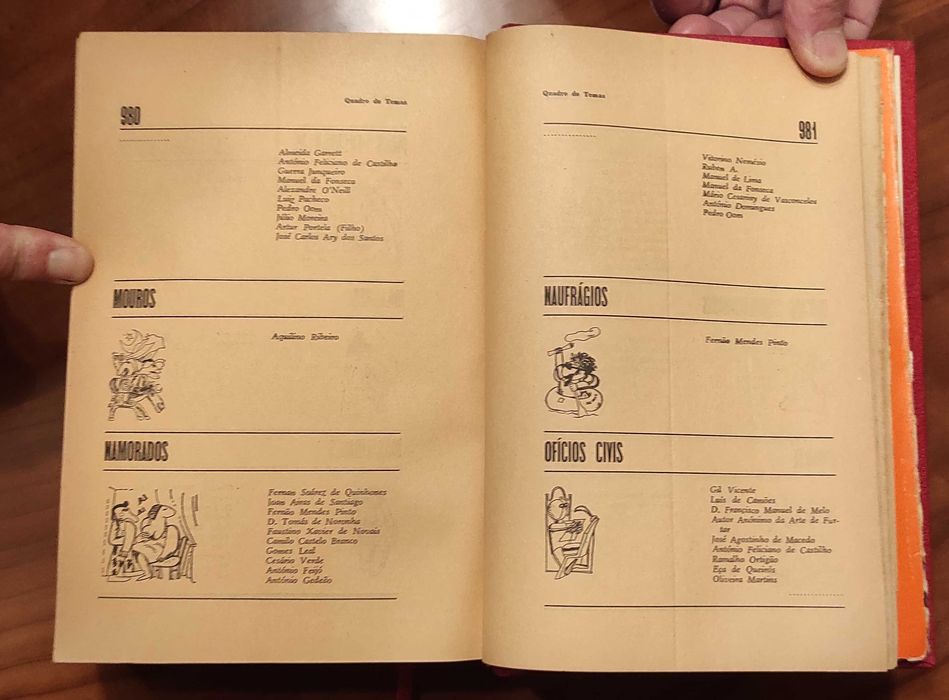 980
Quadro de Temas
Almeida Garrett
António Feliciano de Castilho
Guerra Junqueiro
Manuel da Fonseca
Alexandre O'Neill
Luiz Pacheco
Pedro Oom
Júlio Moreira
Artur Portela (Filho)
José Carlos Ary dos Santos
MOUROS
Aquilino Ribeiro
NAMORADOS
Fernan Soárez de Quinhones
Joan Airas de Santiago
Fernão Mendes Pinto
D. Tomás de Noronha
Faustino Xavier de Novais
Camilo Castelo Branco
Gomes Leal
Cesário Verde
António Feijó
António Gedeão
Quadro de Temas
981
Vitorino Nemésio
Ruben A.
Manuel de Lima
Manuel da Fonseca
Mário Cesariny de Vasconcelos
António Domingues
Pedro Oom
NAUFRÁGIOS
Fernão Mendes Pinto
OFÍCIOS CIVIS
Gil Vicente
Luís de Camões
D. Francisco Manuel de Melo
Autor Anónimo da Arte de Fur-
tar
José Agostinho de Macedo
António Feliciano de Castilho
Ramalho Ortigão
Eça de Queirós
Oliveira Martins